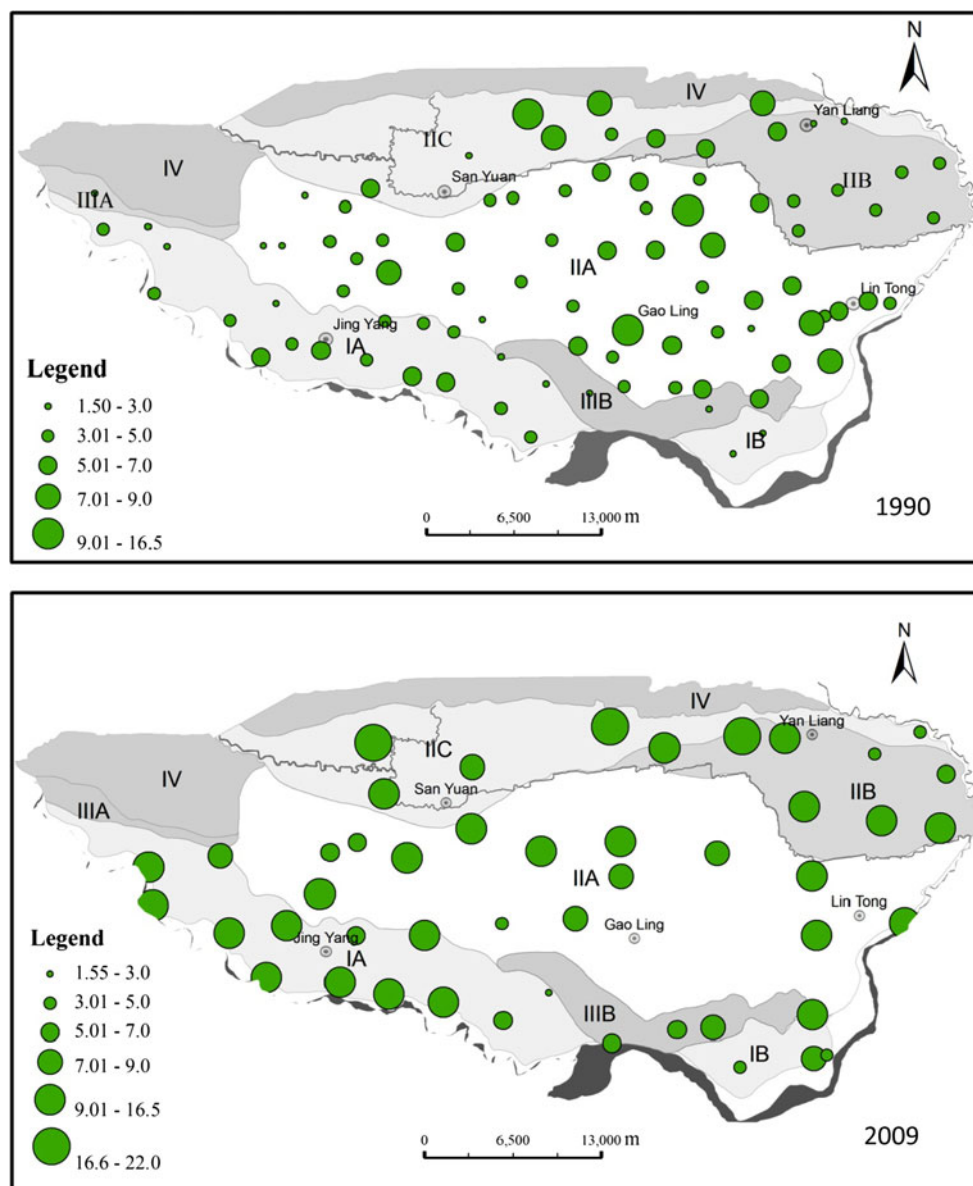 N
IV
Yan Liang
IIC
IV
San Yuan
IIB
IIIA
IIA
Lin Tong
Gao Ling
Jing Yang
IA
Legend
1.50 - 3.0
IIIB
3.01 - 5.0
IB
5.01 - 7.0
7.01 - 9.0
0 6,500 13,000 m
1990
9.01 - 16.5
N
IV
Yan Liang
IIC
IV
San Yuan
IIB
IIIA
IIA
Lin Tong
Gao Ling
Legend
Jing Yang
IA
1.55 - 3.0
3.01 - 5.0
IIIB
5.01 - 7.0
IB
7.01 - 9.0
9.01 - 16.5
0 6,500 13,000 m
2009
16.6 - 22.0